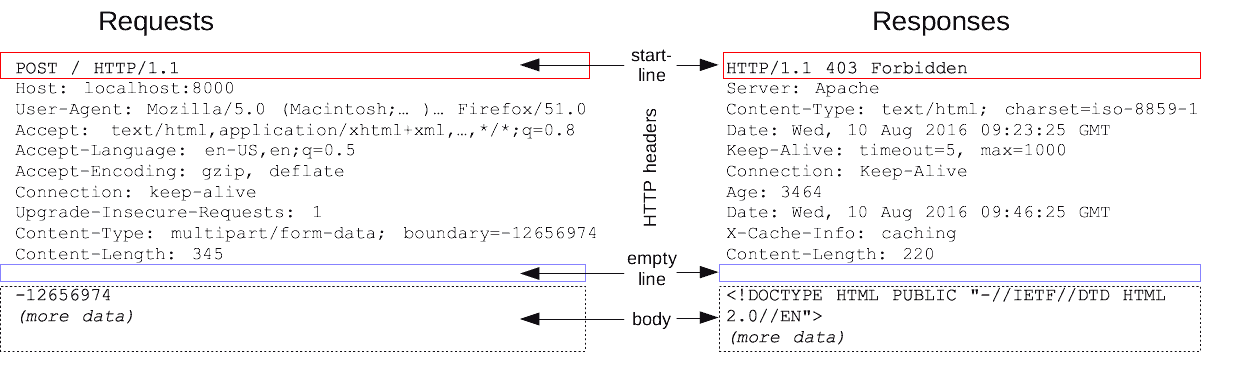 Requests
Responses
POST / HTTP/1.1
Host: localhost:8000
User-Agent: Mozilla/5.0 (Macintosh;… )… Firefox/51.0
Accept: text/html,application/xhtml+xml,…,*/*;q=0.8
Accept-Language: en-US,en;q=0.5
Accept-Encoding: gzip, deflate
Connection: keep-alive
Upgrade-Insecure-Requests: 1
Content-Type: multipart/form-data; boundary=-12656974
Content-Length: 345
-12656974
(more data)
start-
line
HTTP headers
empty
line
body
HTTP/1.1 403 Forbidden
Server: Apache
Content-Type: text/html; charset=iso-8859-1
Date: Wed, 10 Aug 2016 09:23:25 GMT
Keep-Alive: timeout=5, max=1000
Connection: Keep-Alive
Age: 3464
Date: Wed, 10 Aug 2016 09:46:25 GMT
X-Cache-Info: caching
Content-Length: 220
<!DOCTYPE HTML PUBLIC "-//IETF//DTD HTML
2.0//EN">
(more data)